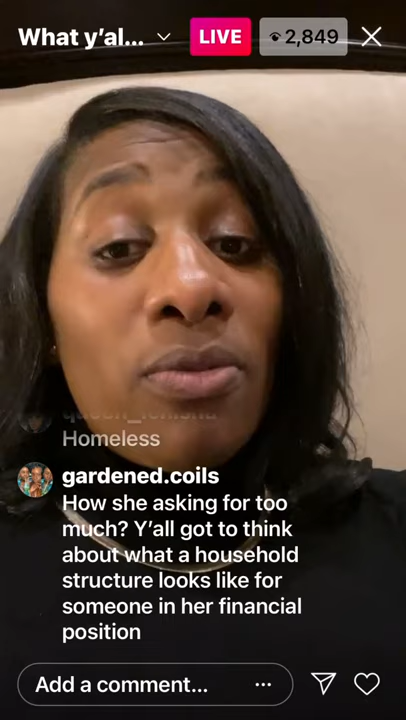 What y’al...
LIVE
2,849
Homeless
gardened.coils
How she asking for too
much? Y’all got to think
about what a household
structure looks like for
someone in her financial
position
Add a comment...